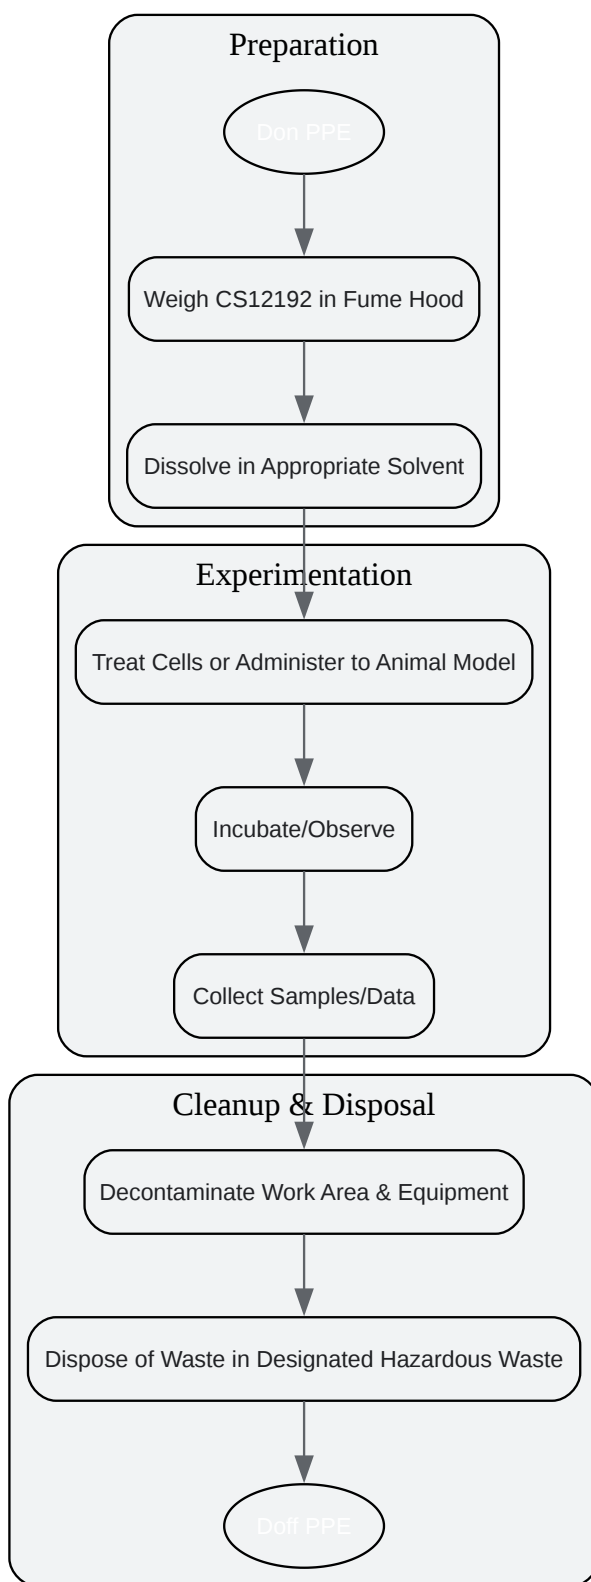 Preparation
Don PPE
Weigh CS12192 in Fume Hood
Dissolve in Appropriate Solvent
Experimentation
Treat Cells or Administer to Animal Model
Incubate/Observe
Collect Samples/Data
Cleanup & Disposal
Decontaminate Work Area & Equipment
Dispose of Waste in Designated Hazardous Waste
Doff PPE